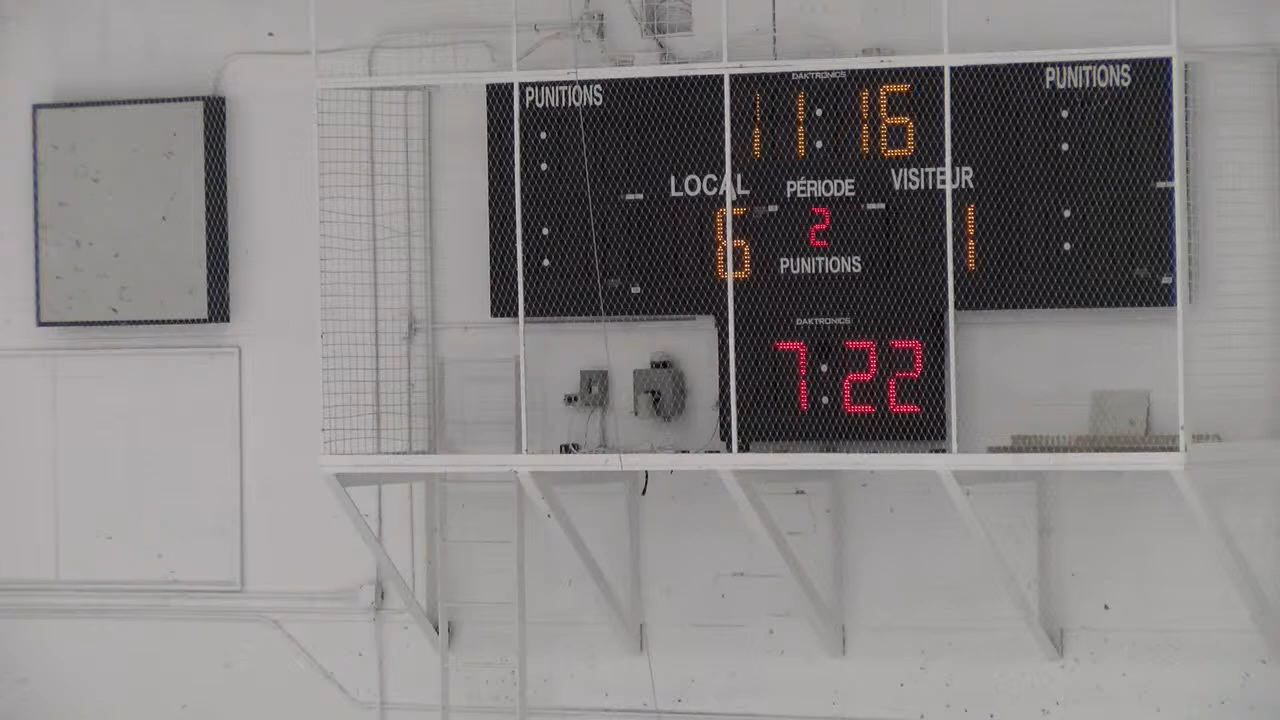 DAKTRONICS
PUNITIONS 11:16 PUNITIONS
LOCAL PÉRIODE VISITEUR
6 2 1
PUNITIONS
DAKTRONICS
7:22